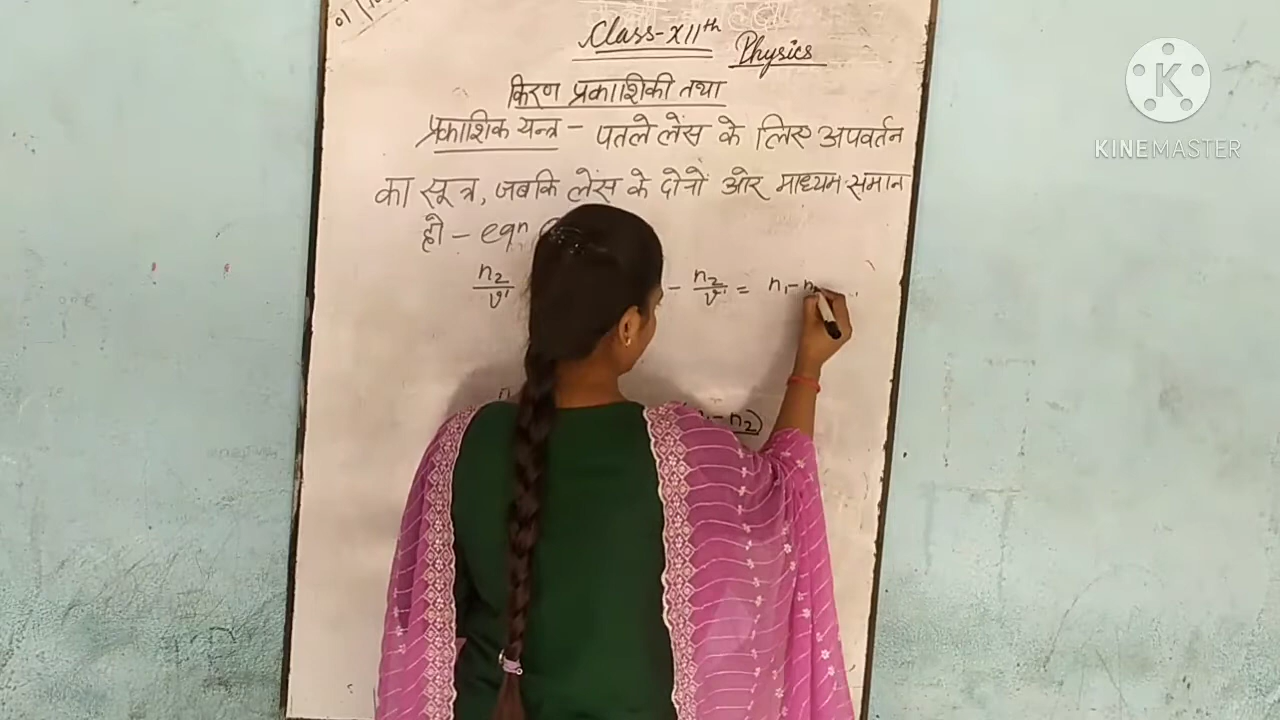 Class-XIIth
Physics
किरण प्रकाशिकी तथा
प्रकाशिक यन्त्र - पतले लेंस के लिए अपवर्तन
का सूत्र, जबकि लेंस के दोनों ओर माध्यम समान
हो - eqn
n2/v' - n2/v' = n1-n2
- n2)
K
KINEMASTER